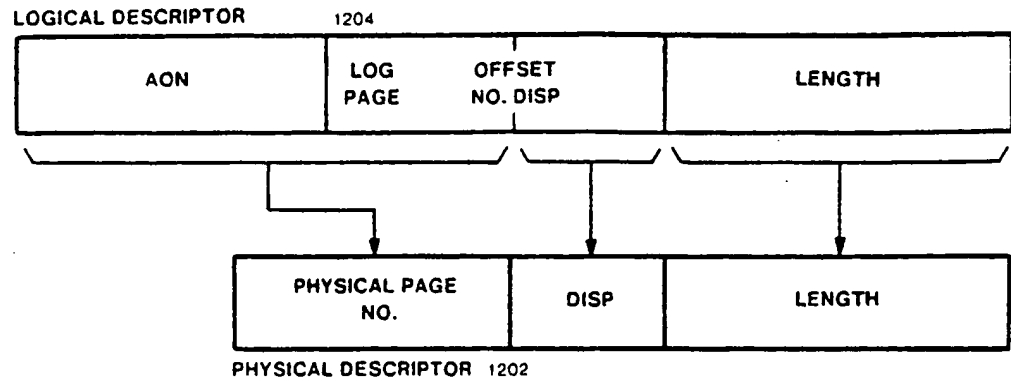 LOGICAL DESCRIPTOR 1204
AON
LOG OFFSET
PAGE NO. DISP
LENGTH
PHYSICAL PAGE
NO.
DISP
LENGTH
PHYSICAL DESCRIPTOR 1202